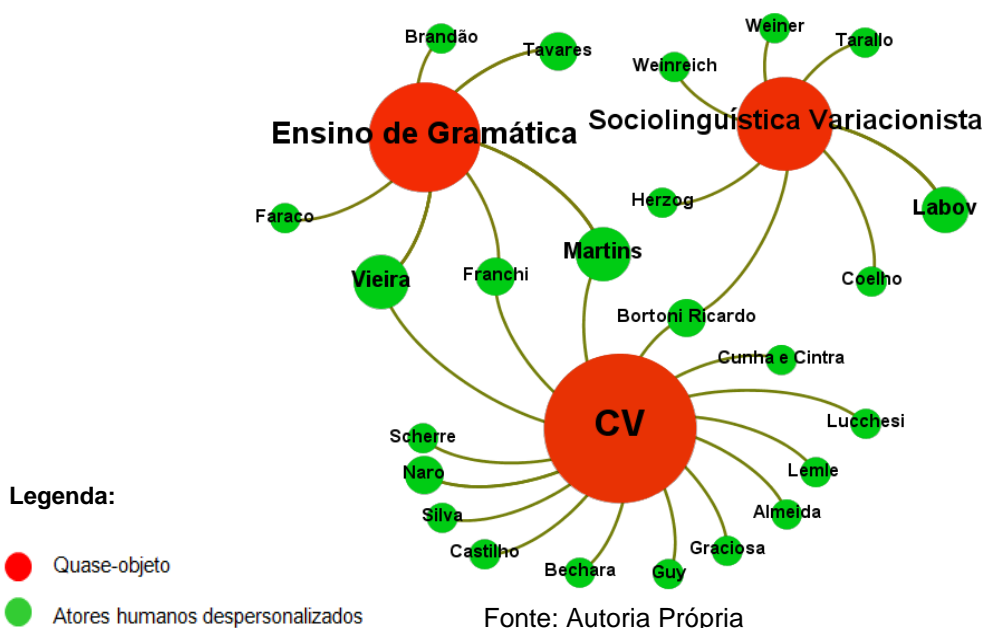 Weiner
Brandão
Tarallo
Tavares
Weinreich
Sociolinguística Variacionista
Ensino de Gramática
Herzog
Labov
Faraco
Martins
Vieira
Franchi
Coelho
Bortoni Ricardo
Cunha e Cintra
Lucchesi
CV
Scherre
Naro
Lemle
Legenda:
Silva
Almeida
Castilho
Graciosa
Bechara
Guy
Quase-objeto
Atores humanos despersonalizados
Fonte: Autoria Própria